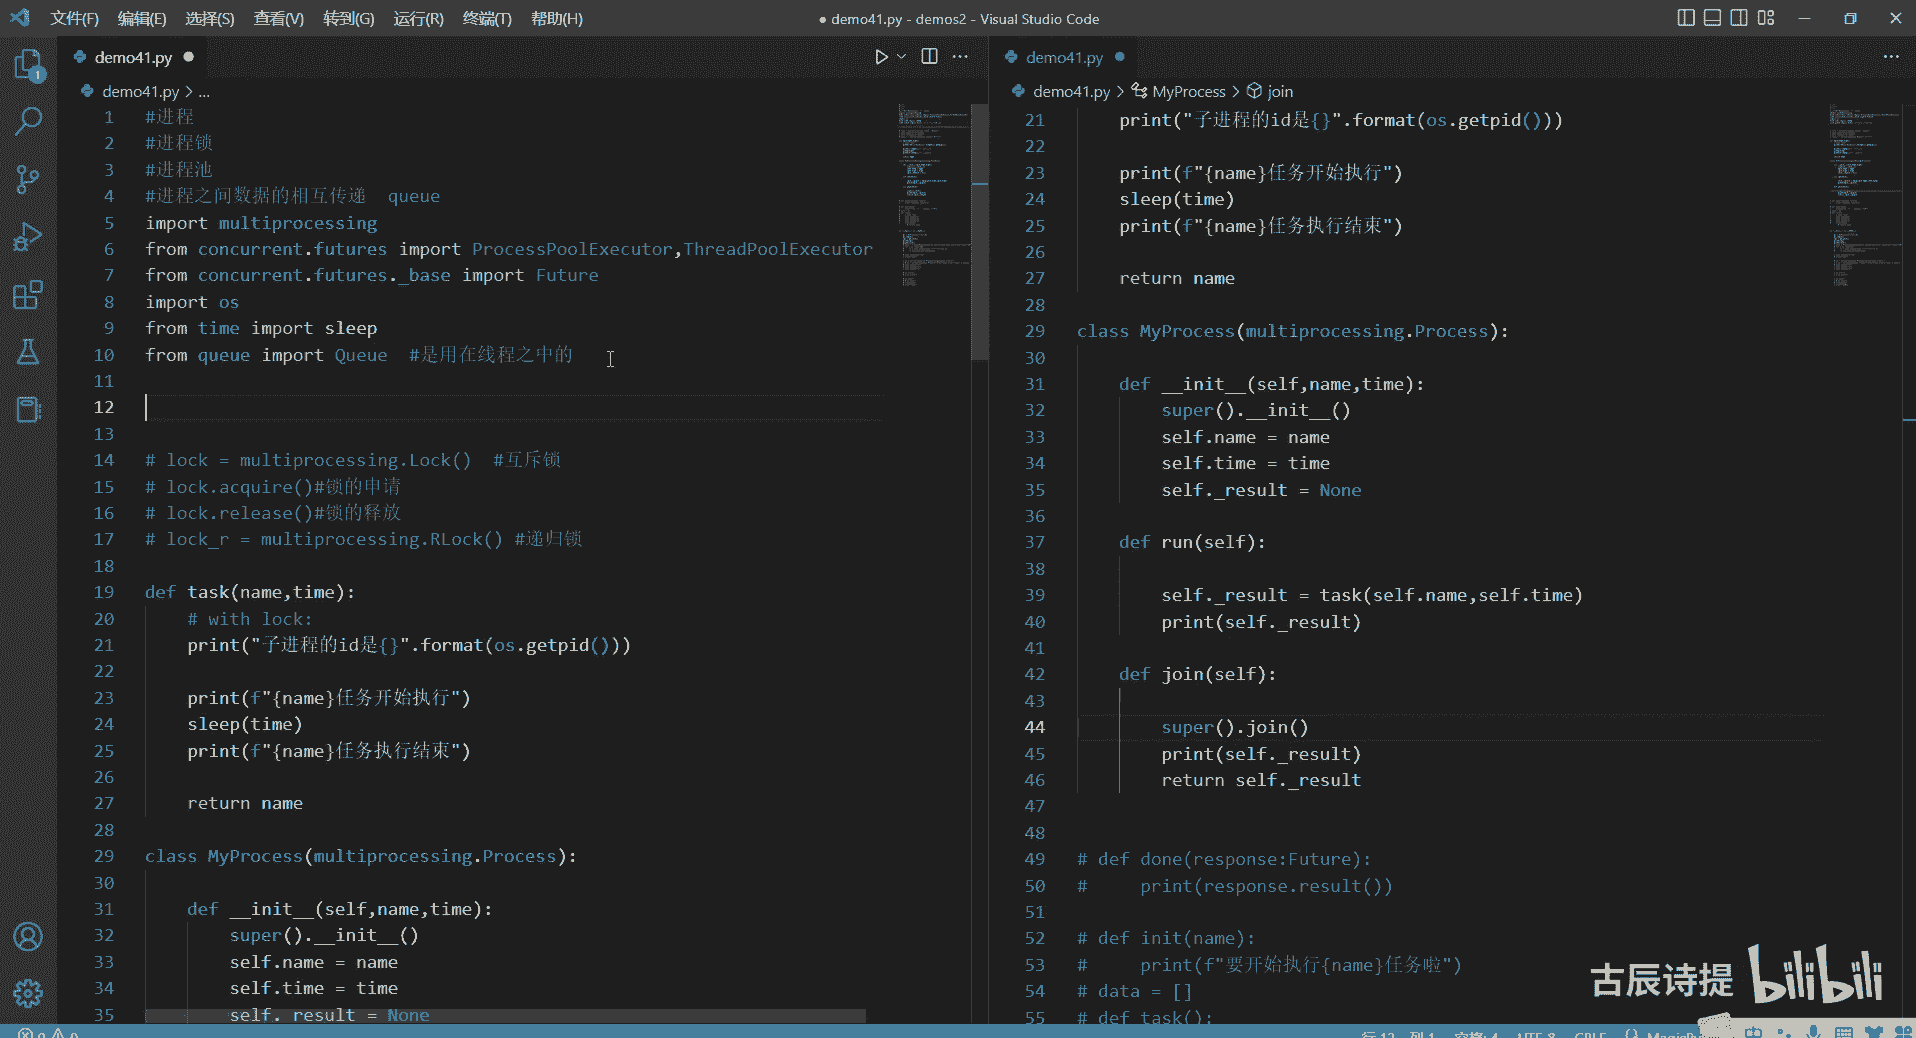 文件(F) 编辑(E) 选择(S) 查看(V) 转到(G) 运行(R) 终端(T) 帮助(H)
● demo41.py - demos2 - Visual Studio Code
demo41.py
demo41.py > ...
1 #进程
2 #进程锁
3 #进程池
4 #进程之间数据的相互传递  queue
5 import multiprocessing
6 from concurrent.futures import ProcessPoolExecutor,ThreadPoolExecutor
7 from concurrent.futures._base import Future
8 import os
9 from time import sleep
10 from queue import Queue  #是用在线程之中的
11
12
13
14 # lock = multiprocessing.Lock()  #互斥锁
15 # lock.acquire()#锁的申请
16 # lock.release()#锁的释放
17 # lock_r = multiprocessing.RLock() #递归锁
18
19 def task(name,time):
20     # with lock:
21     print("子进程的id是{}".format(os.getpid()))
22
23     print(f"{name}任务开始执行")
24     sleep(time)
25     print(f"{name}任务执行结束")
26
27     return name
28
29 class MyProcess(multiprocessing.Process):
30
31     def __init__(self,name,time):
32         super().__init__()
33         self.name = name
34         self.time = time
35         self._result = None
demo41.py
demo41.py > MyProcess > join
21     print("子进程的id是{}".format(os.getpid()))
22
23     print(f"{name}任务开始执行")
24     sleep(time)
25     print(f"{name}任务执行结束")
26
27     return name
28
29 class MyProcess(multiprocessing.Process):
30
31     def __init__(self,name,time):
32         super().__init__()
33         self.name = name
34         self.time = time
35         self._result = None
36
37     def run(self):
38
39         self._result = task(self.name,self.time)
40         print(self._result)
41
42     def join(self):
43
44         super().join()
45         print(self._result)
46         return self._result
47
48
49 # def done(response:Future):
50 #     print(response.result())
51
52 # def init(name):
53 #     print(f"要开始执行{name}任务啦")
54 # data = []
55 # def task():
1
古辰诗提 bilibili
行 12, 列 1 空格: 4 UTF-8 CRLF